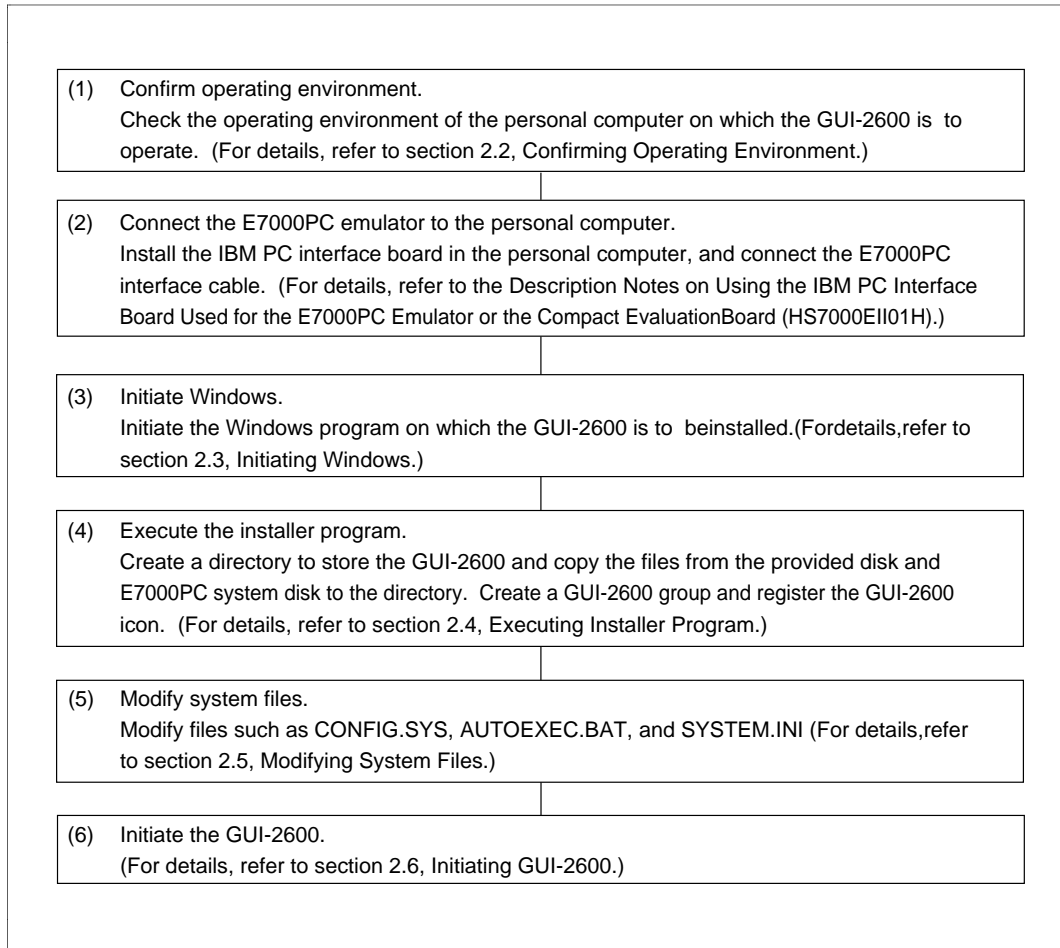 (1) Confirm operating environment.
Check the operating environment of the personal computer on which the GUI-2600 is to
operate. (For details, refer to section 2.2, Confirming Operating Environment.)
(2) Connect the E7000PC emulator to the personal computer.
Install the IBM PC interface board in the personal computer, and connect the E7000PC
interface cable. (For details, refer to the Description Notes on Using the IBM PC Interface
Board Used for the E7000PC Emulator or the Compact EvaluationBoard (HS7000EII01H).)
(3) Initiate Windows.
Initiate the Windows program on which the GUI-2600 is to beinstalled.(Fordetails,refer to
section 2.3, Initiating Windows.)
(4) Execute the installer program.
Create a directory to store the GUI-2600 and copy the files from the provided disk and
E7000PC system disk to the directory. Create a GUI-2600 group and register the GUI-2600
icon. (For details, refer to section 2.4, Executing Installer Program.)
(5) Modify system files.
Modify files such as CONFIG.SYS, AUTOEXEC.BAT, and SYSTEM.INI (For details,refer
to section 2.5, Modifying System Files.)
(6) Initiate the GUI-2600.
(For details, refer to section 2.6, Initiating GUI-2600.)